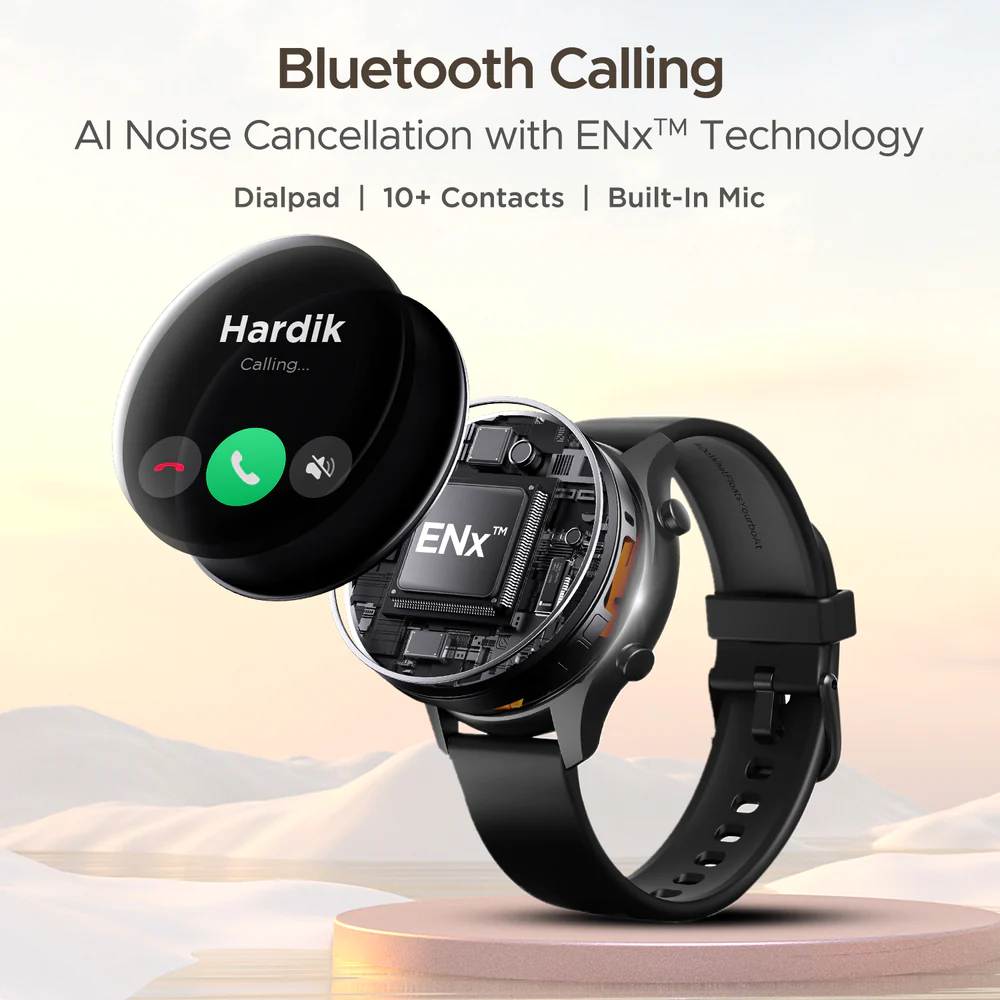 Bluetooth Calling
AI Noise Cancellation with ENx™ Technology
Dialpad | 10+ Contacts | Built-In Mic
Hardik
Calling...
ENx™